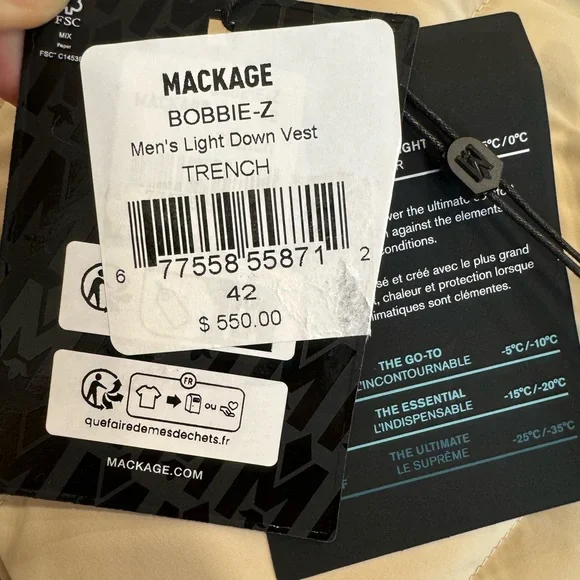 FSC
MIX
Paper
MACKAGE
BOBBIE-Z
Men's Light Down Vest
TRENCH
6 77558 55871 2
42
$ 550.00
FR
ou
quefairedemesdechets.fr
MACKAGE.COM
°C/0°C
ver the ultimate
against the elements
onditions.
sé et créé avec le plus grand
, chaleur et protection lorsque
imatiques sont clémentes.
THE GO-TO -5°C/-10°C
L'INCONTOURNABLE
THE ESSENTIAL -15°C/-20°C
L'INDISPENSABLE
THE ULTIMATE -25°C/-35°C
LE SUPRÊME